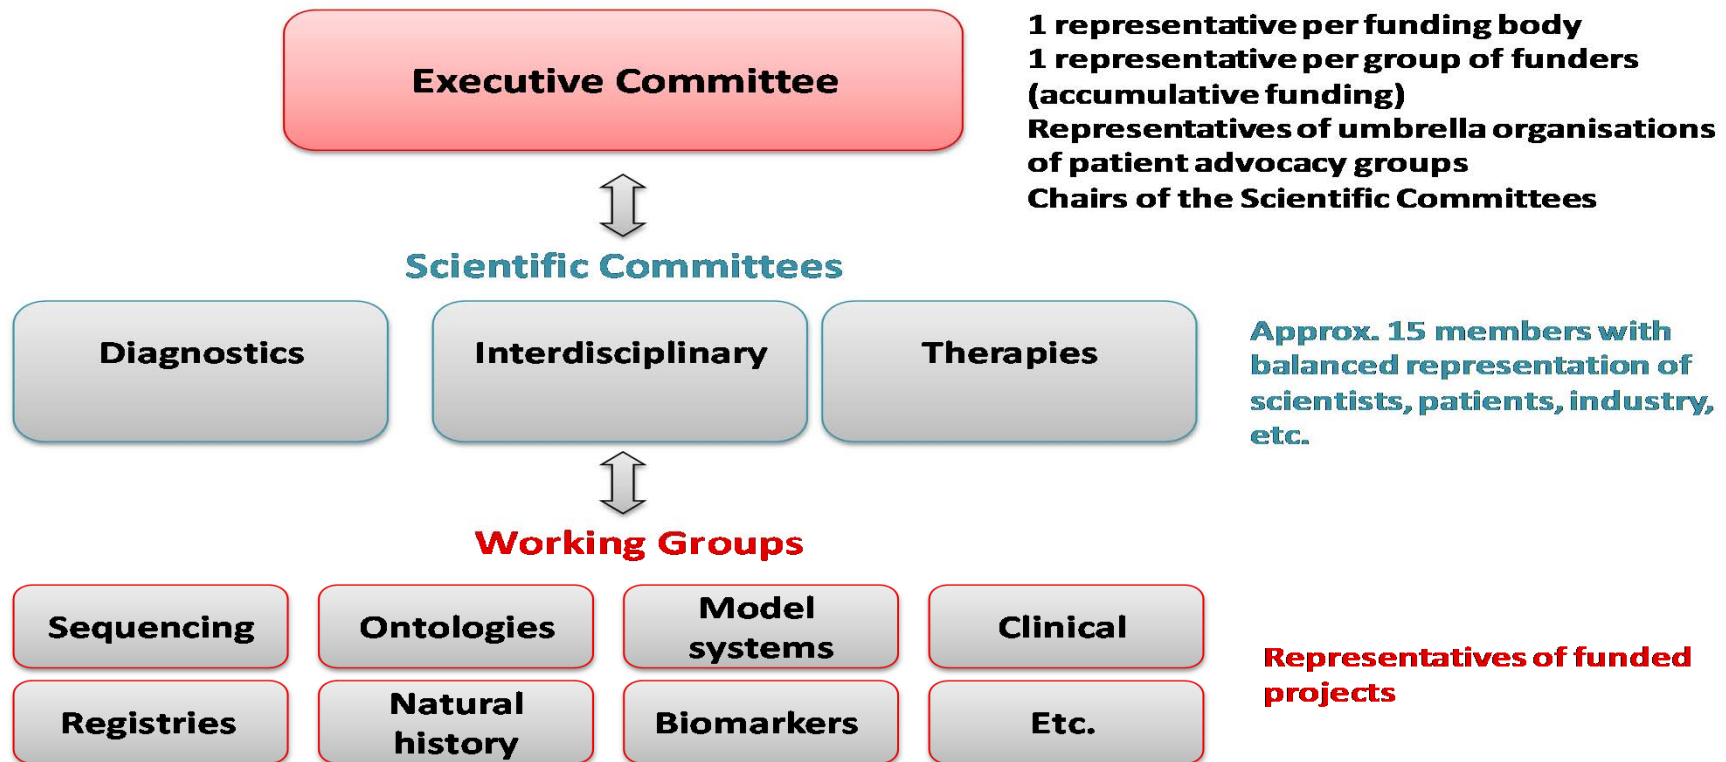 Executive Committee
1 representative per funding body
1 representative per group of funders
(accumulative funding)
Representatives of umbrella organisations
of patient advocacy groups
Chairs of the Scientific Committees
Scientific Committees
Diagnostics
Interdisciplinary
Therapies
Approx. 15 members with
balanced representation of
scientists, patients, industry,
etc.
Working Groups
Sequencing
Ontologies
Model
systems
Clinical
Registries
Natural
history
Biomarkers
Etc.
Representatives of funded
projects